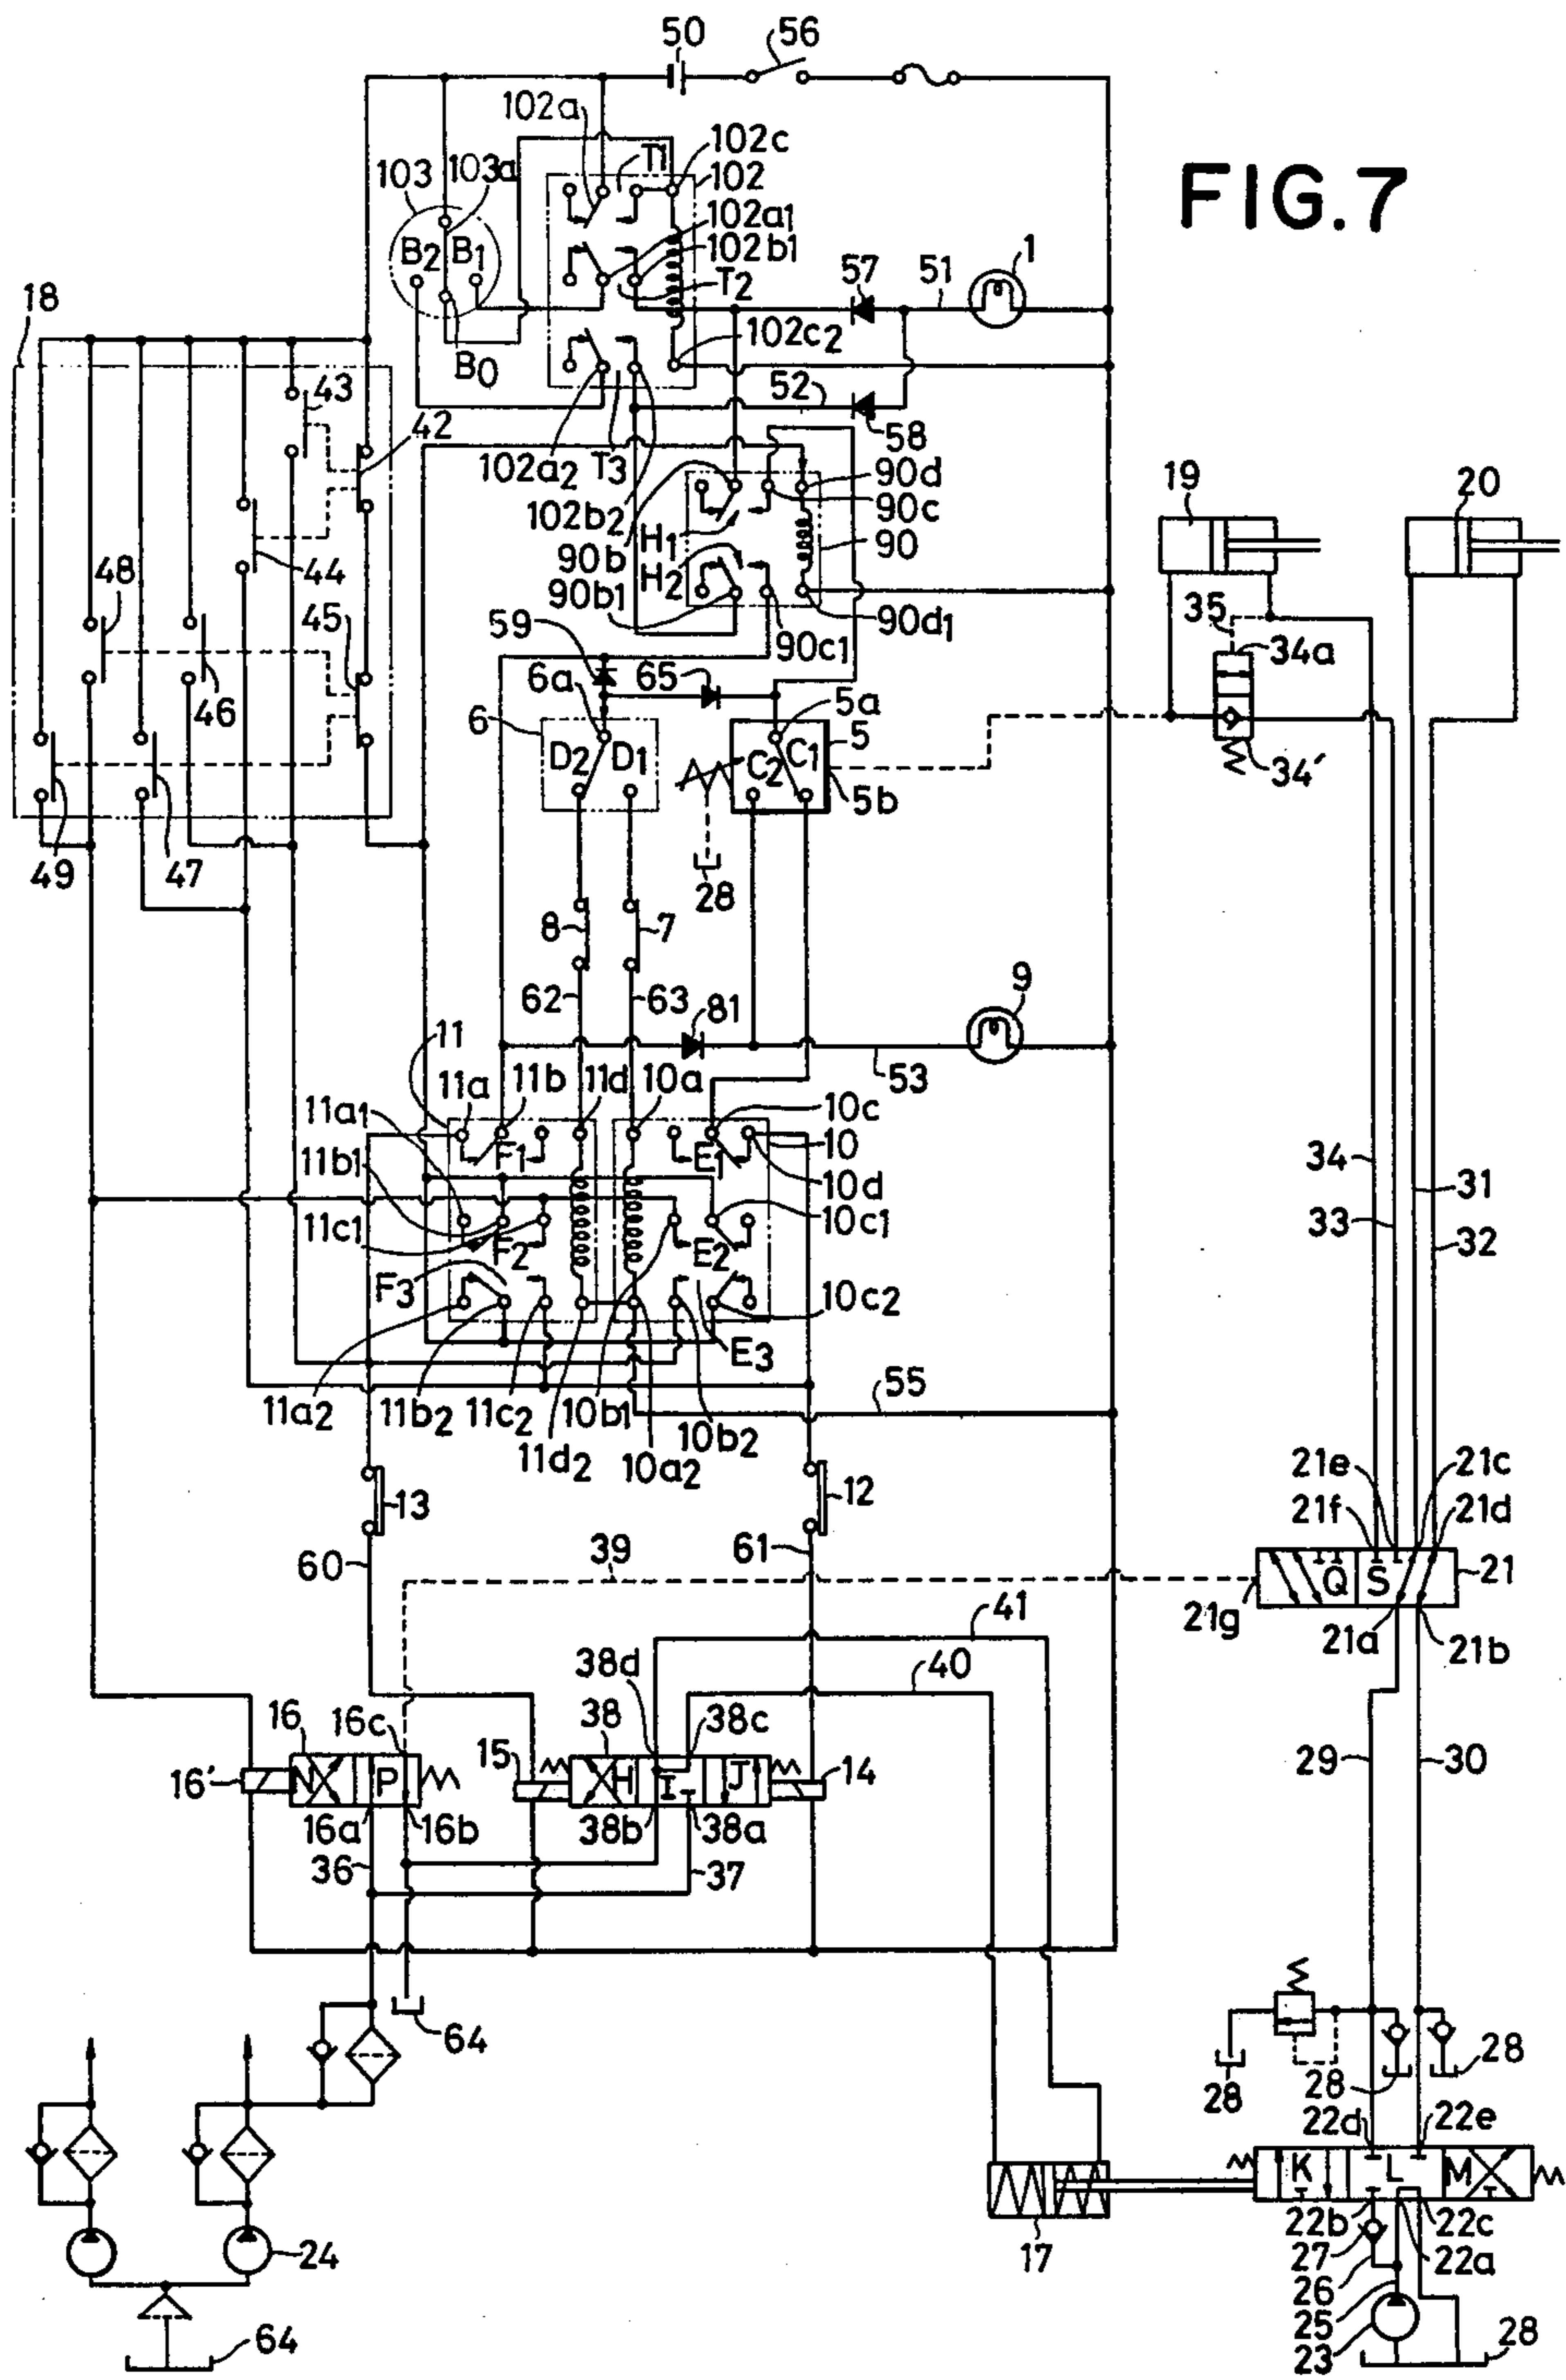 50
56
102a
102c
T1
102
FIG.7
103
103a
102a1
102b1
B2
B1
T2
57
51
1
18
102c2
B0
52
43
58
42
102a2
T3
90d
102b2
90c
19
20
90b
H1
90
44
H2
48
90b1
35
45
59
90c1
90d1
34a
6a
65
46
5a
6
5
D2
D1
C2
C1
34′
5b
49
47
28
8
7
9
62
63
81
11
53
11a
11b
11d
10a
10c
11a1
10
F1
E1
11b1
10d
34
31
11c1
10c1
33
32
F2
E2
F3
10c2
E3
55
11a2
11b2
11c2
10b1
10b2
11d2
10a2
21e
21c
13
12
21f
21d
60
61
39
Q
S
21
21g
41
21a
21b
38d
40
16
16c
38
38c
29
30
15
14
16′
N
P
H
I
J
16a
16b
38b
38a
36
37
64
28
28
28
22d
22e
K
L
M
24
22b
22c
17
27
22a
26
25
64
23
28